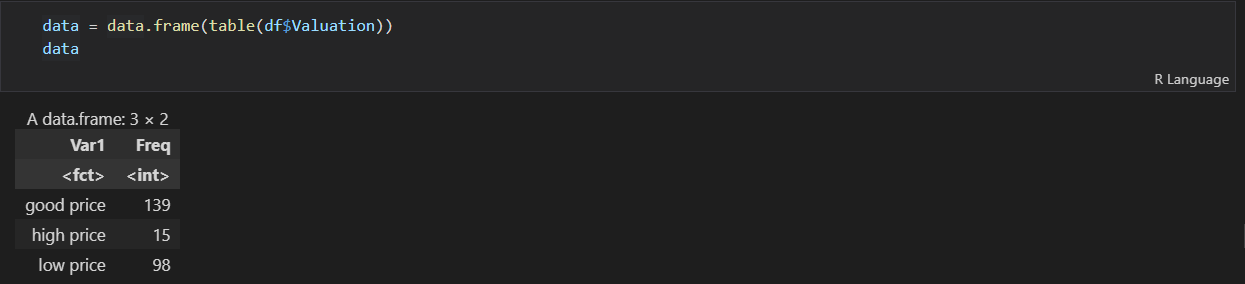 data = data.frame(table(df$Valuation))
data
R Language
A data.frame: 3 × 2
Var1 Freq
<fct> <int>
good price 139
high price 15
low price 98